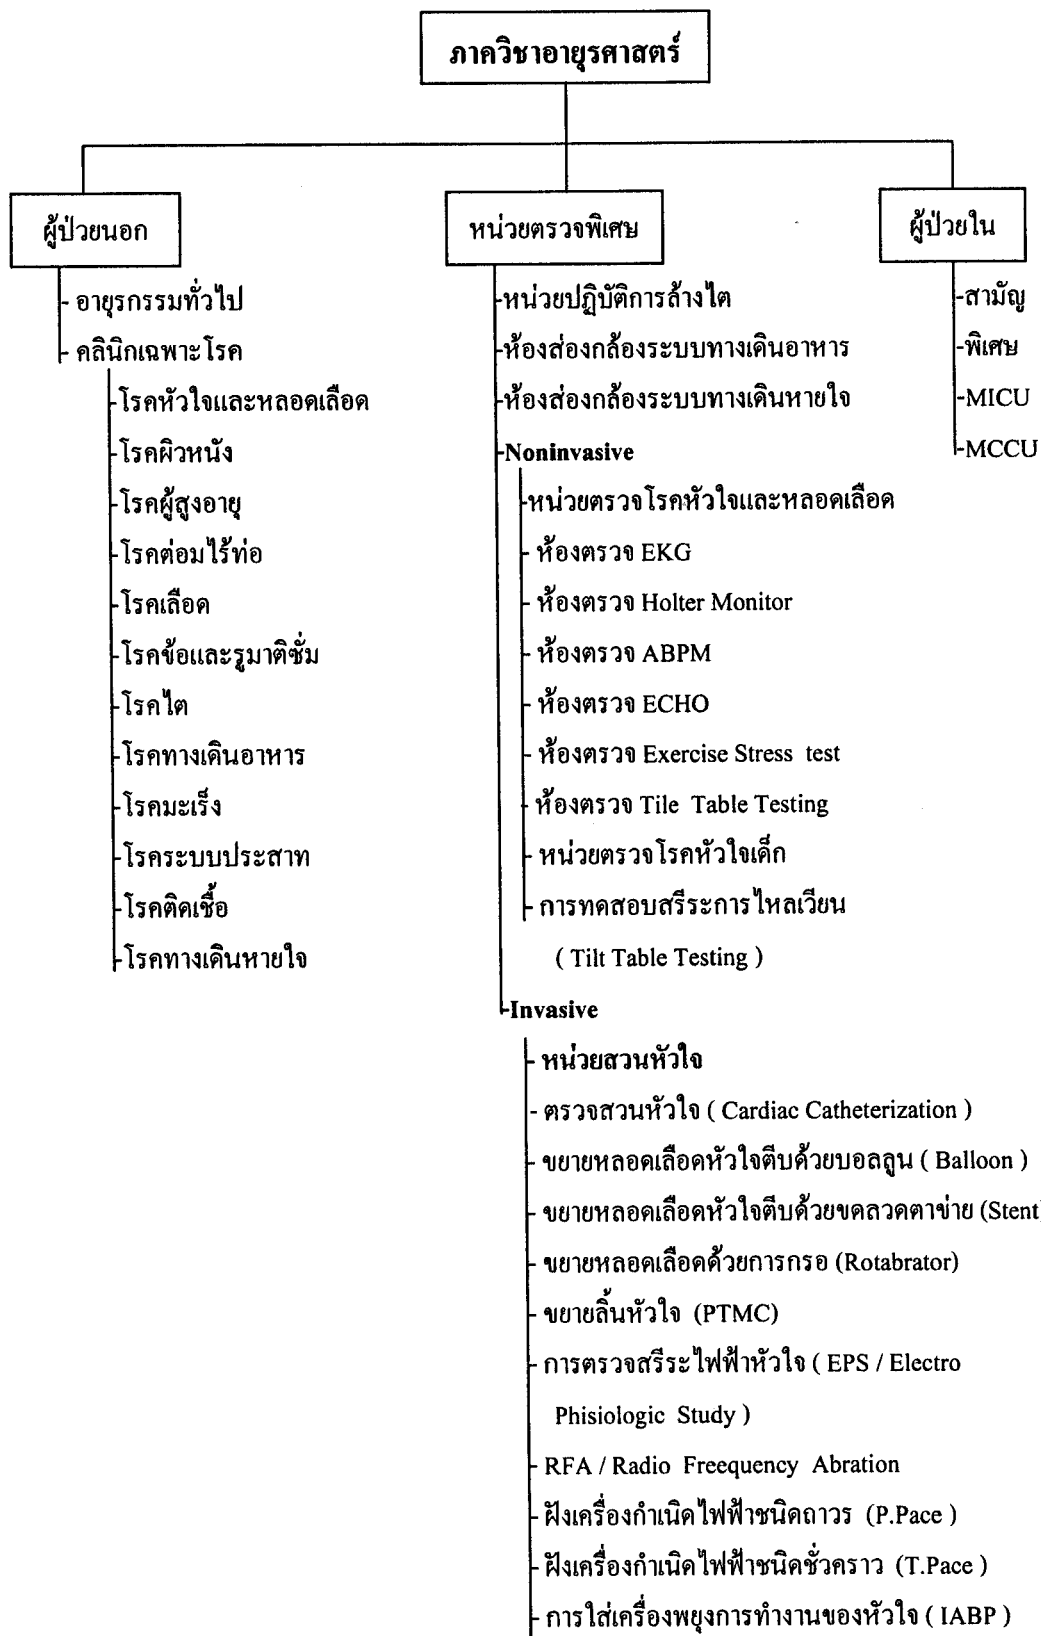 ภาควิชาอายุรศาสตร์
ผู้ป่วยนอก
- อายุรกรรมทั่วไป
- คลินิกเฉพาะโรค
-โรคหัวใจและหลอดเลือด
-โรคผิวหนัง
-โรคผู้สูงอายุ
-โรคต่อมไร้ท่อ
-โรคเลือด
-โรคข้อและรูมาติซั่ม
-โรคไต
-โรคทางเดินอาหาร
-โรคมะเร็ง
-โรคระบบประสาท
-โรคติดเชื้อ
-โรคทางเดินหายใจ
หน่วยตรวจพิเศษ
-หน่วยปฏิบัติการล้างไต
-ห้องส่องกล้องระบบทางเดินอาหาร
-ห้องส่องกล้องระบบทางเดินหายใจ
-Noninvasive
-หน่วยตรวจโรคหัวใจและหลอดเลือด
- ห้องตรวจ EKG
- ห้องตรวจ Holter Monitor
- ห้องตรวจ ABPM
- ห้องตรวจ ECHO
- ห้องตรวจ Exercise Stress test
- ห้องตรวจ Tile Table Testing
- หน่วยตรวจโรคหัวใจเด็ก
- การทดสอบสรีระการไหลเวียน
( Tilt Table Testing )
-Invasive
- หน่วยสวนหัวใจ
- ตรวจสวนหัวใจ ( Cardiac Catheterization )
- ขยายหลอดเลือดหัวใจตีบด้วยบอลลูน ( Balloon )
- ขยายหลอดเลือดหัวใจตีบด้วยขดลวดตาข่าย (Stent)
- ขยายหลอดเลือดด้วยการกรอ (Rotabrator)
- ขยายลิ้นหัวใจ (PTMC)
- การตรวจสรีระไฟฟ้าหัวใจ ( EPS / Electro
Phisiologic Study )
- RFA / Radio Freequency Abration
- ฝังเครื่องกำเนิดไฟฟ้าชนิดถาวร (P.Pace )
- ฝังเครื่องกำเนิดไฟฟ้าชนิดชั่วคราว (T.Pace )
- การใส่เครื่องพยุงการทำงานของหัวใจ ( IABP )
ผู้ป่วยใน
-สามัญ
-พิเศษ
-MICU
-MCCU